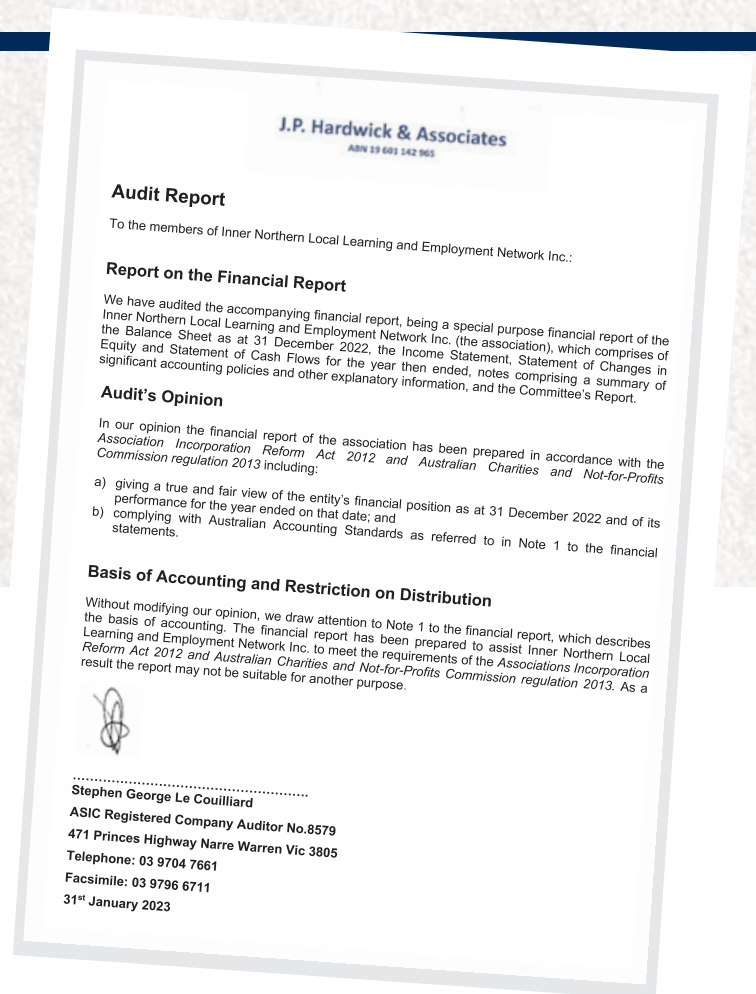 J.P. Hardwick & Associates
ABN 19 601 142 965
Audit Report
To the members of Inner Northern Local Learning and Employment Network Inc.:
Report on the Financial Report
We have audited the accompanying financial report, being a special purpose financial report of the
Inner Northern Local Learning and Employment Network Inc. (the association), which comprises of
the Balance Sheet as at 31 December 2022, the Income Statement, Statement of Changes in
Equity and Statement of Cash Flows for the year then ended, notes comprising a summary of
significant accounting policies and other explanatory information, and the Committee's Report.
Audit's Opinion
In our opinion the financial report of the association has been prepared in accordance with the
Association Incorporation Reform Act 2012 and Australian Charities and Not-for-Profits
Commission regulation 2013 including:
a) giving a true and fair view of the entity's financial position as at 31 December 2022 and of its
performance for the year ended on that date; and
b) complying with Australian Accounting Standards as referred to in Note 1 to the financial
statements.
Basis of Accounting and Restriction on Distribution
Without modifying our opinion, we draw attention to Note 1 to the financial report, which describes
the basis of accounting. The financial report has been prepared to assist Inner Northern Local
Learning and Employment Network Inc. to meet the requirements of the Associations Incorporation
Reform Act 2012 and Australian Charities and Not-for-Profits Commission regulation 2013. As a
result the report may not be suitable for another purpose.
Stephen George Le Couilliard
ASIC Registered Company Auditor No.8579
471 Princes Highway Narre Warren Vic 3805
Telephone: 03 9704 7661
Facsimile: 03 9796 6711
31st January 2023